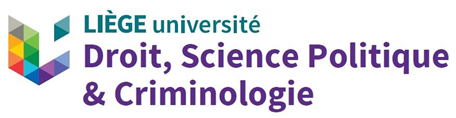 LIÈGE université
Droit, Science Politique
& Criminologie